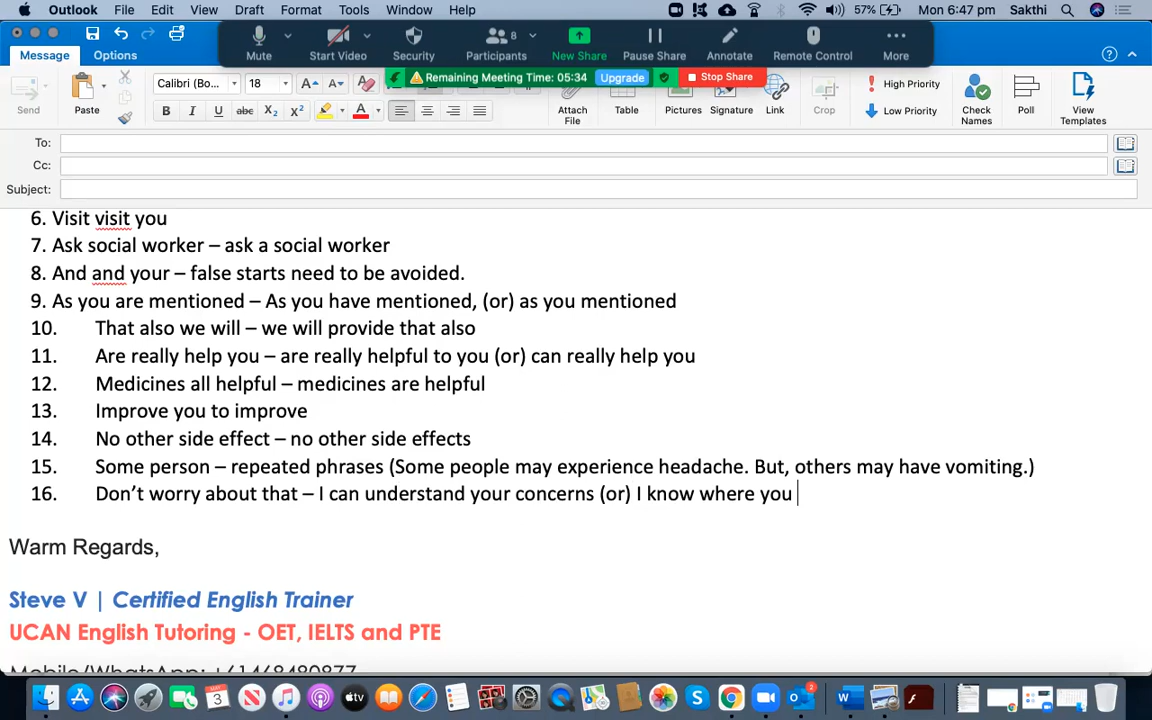 Outlook File Edit View Draft Format Tools Window Help 57% Mon 6:47 pm Sakthi
Message Options
Mute Start Video Security Participants 8 New Share Pause Share Annotate Remote Control More
Remaining Meeting Time: 05:34 Upgrade Stop Share
Send Paste Calibri (Bo... 18 A A
B I U abc X2 X2 A
Attach File Table Pictures Signature Link Crop High Priority Low Priority Check Names Poll View Templates
To:
Cc:
Subject:
6. Visit visit you
7. Ask social worker – ask a social worker
8. And and your – false starts need to be avoided.
9. As you are mentioned – As you have mentioned, (or) as you mentioned
10. That also we will – we will provide that also
11. Are really help you – are really helpful to you (or) can really help you
12. Medicines all helpful – medicines are helpful
13. Improve you to improve
14. No other side effect – no other side effects
15. Some person – repeated phrases (Some people may experience headache. But, others may have vomiting.)
16. Don’t worry about that – I can understand your concerns (or) I know where you
Warm Regards,
Steve V | Certified English Trainer
UCAN English Tutoring - OET, IELTS and PTE
Mobile/WhatsApp: +61468480877